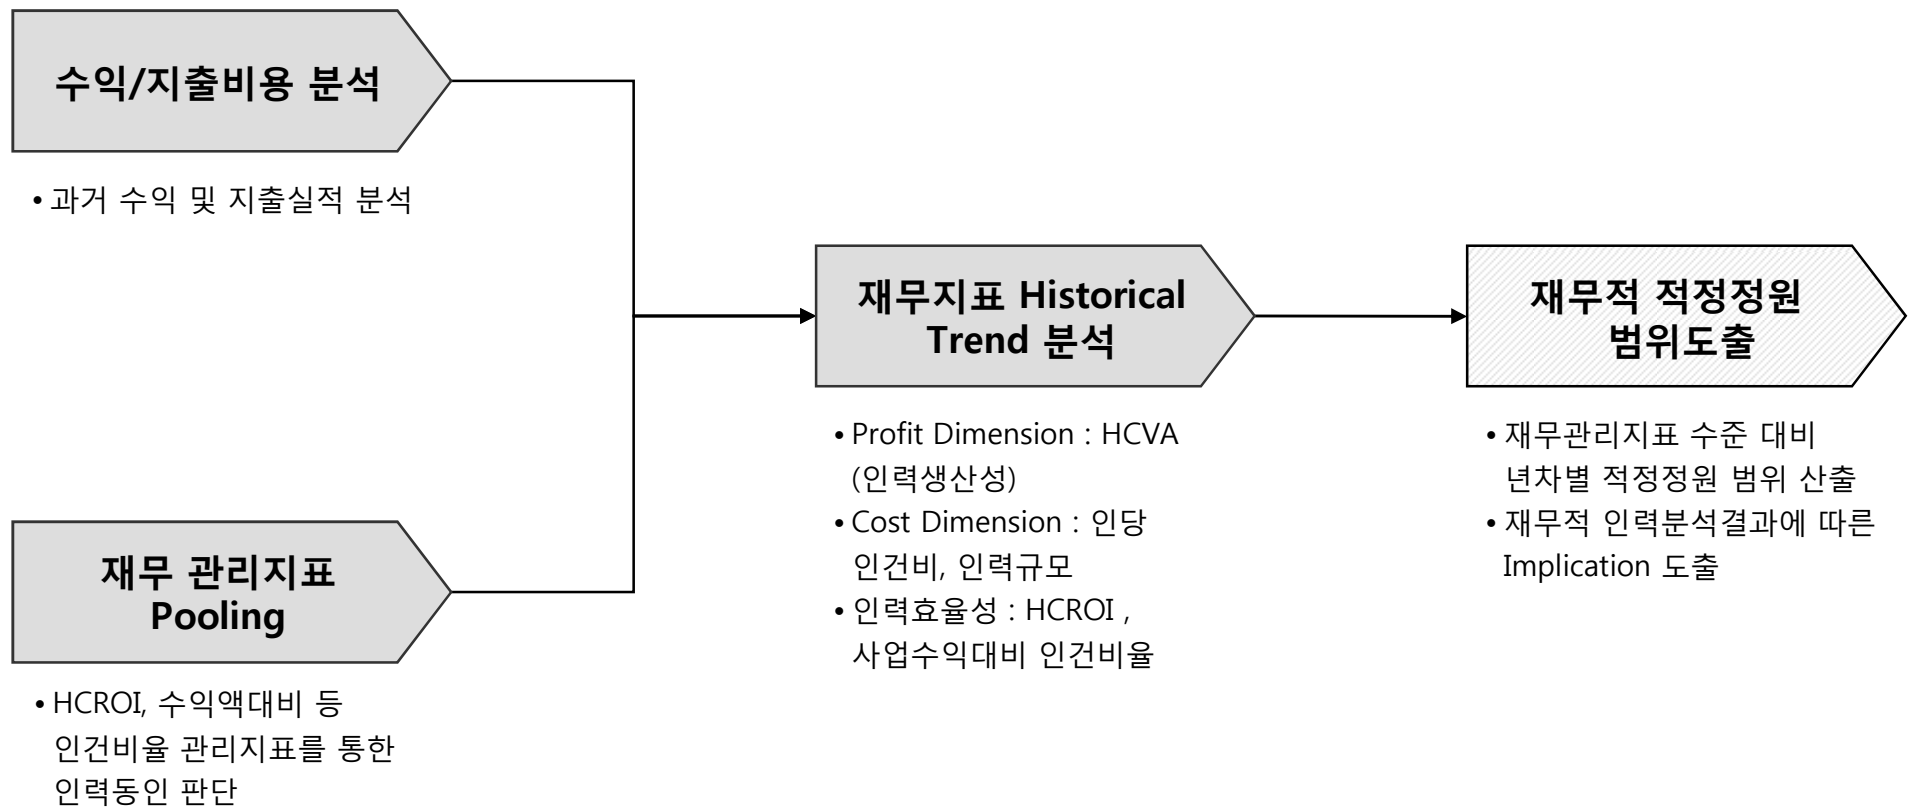 수익/지출비용 분석
• 과거 수익 및 지출실적 분석
재무 관리지표
Pooling
• HCROI, 수익액대비 등
인건비율 관리지표를 통한
인력동인 판단
재무지표 Historical
Trend 분석
• Profit Dimension : HCVA
(인력생산성)
• Cost Dimension : 인당
인건비, 인력규모
• 인력효율성 : HCROI ,
사업수익대비 인건비율
재무적 적정정원
범위도출
• 재무관리지표 수준 대비
년차별 적정정원 범위 산출
• 재무적 인력분석결과에 따른
Implication 도출